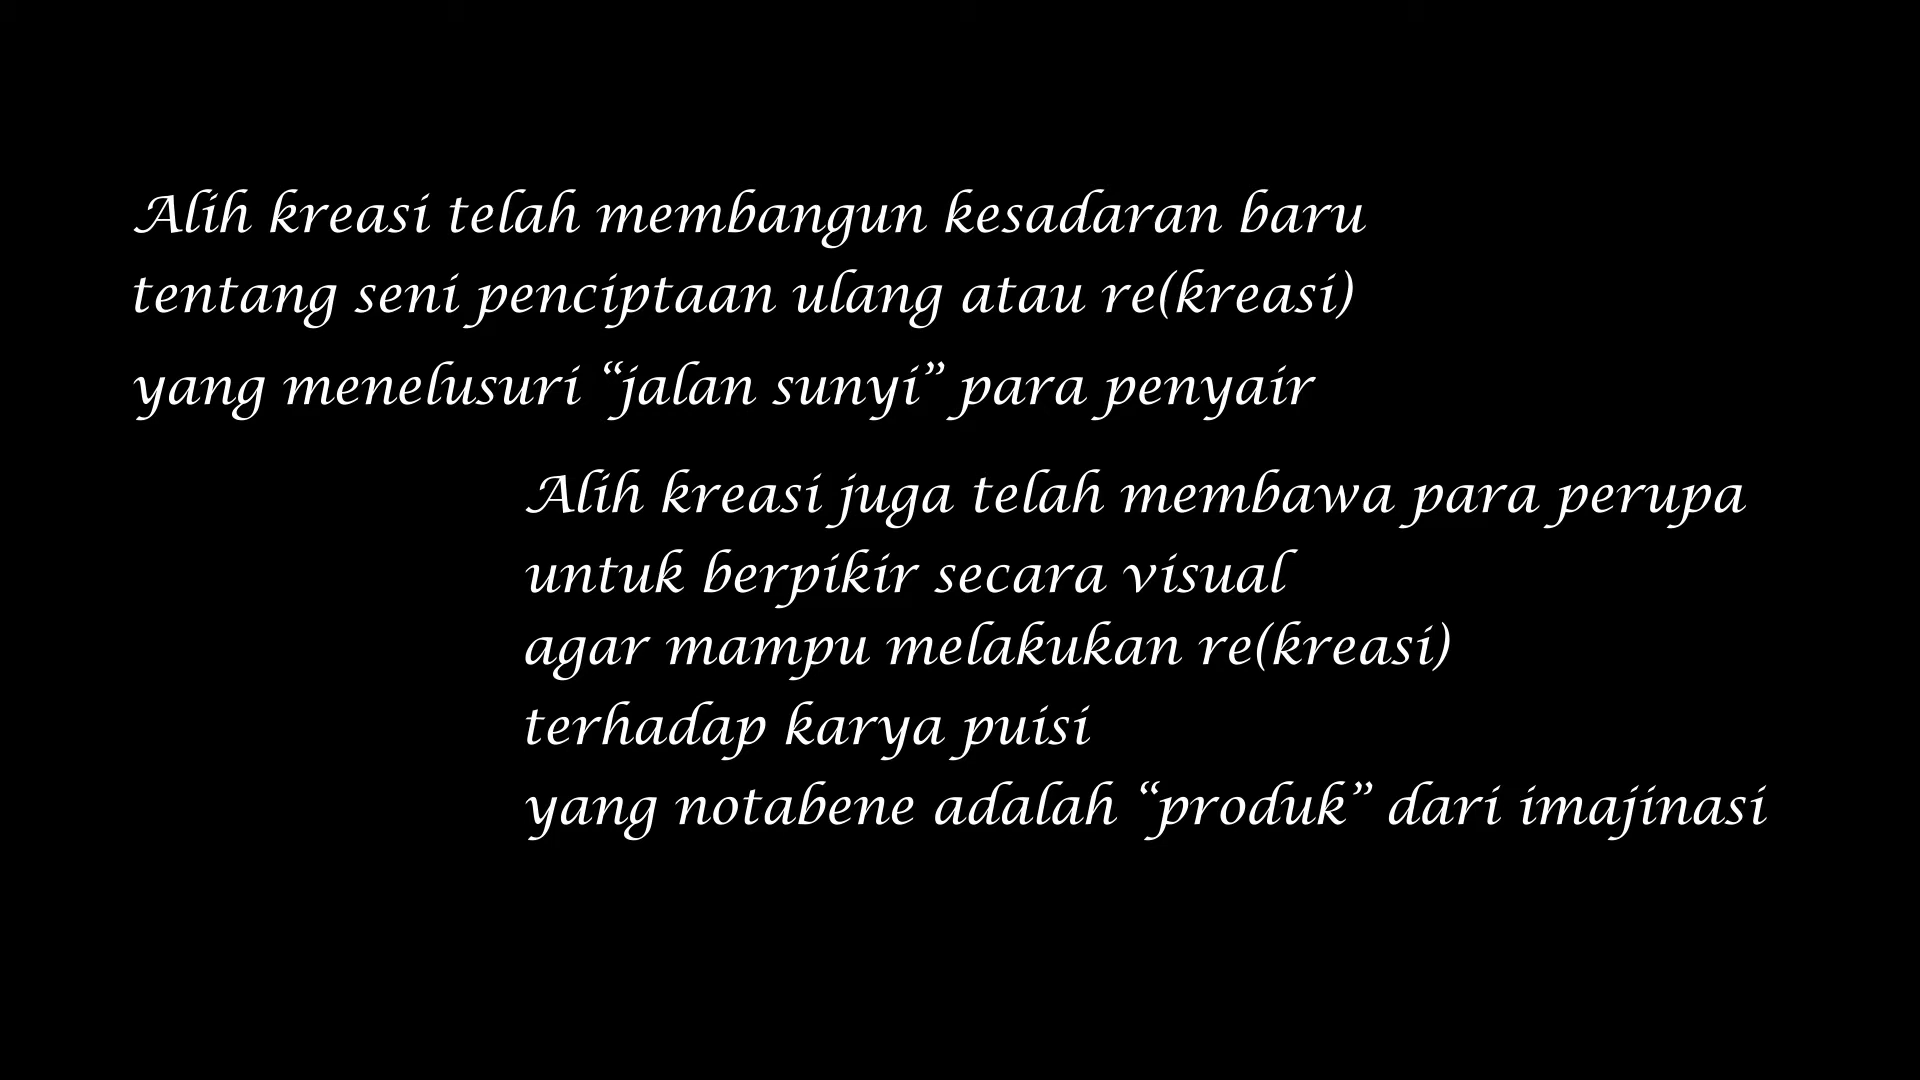 Alih kreasi telah membangun kesadaran baru
tentang seni penciptaan ulang atau re(kreasi)
yang menelusuri “jalan sunyi” para penyair
Alih kreasi juga telah membawa para perupa
untuk berpikir secara visual
agar mampu melakukan re(kreasi)
terhadap karya puisi
yang notabene adalah “produk” dari imajinasi